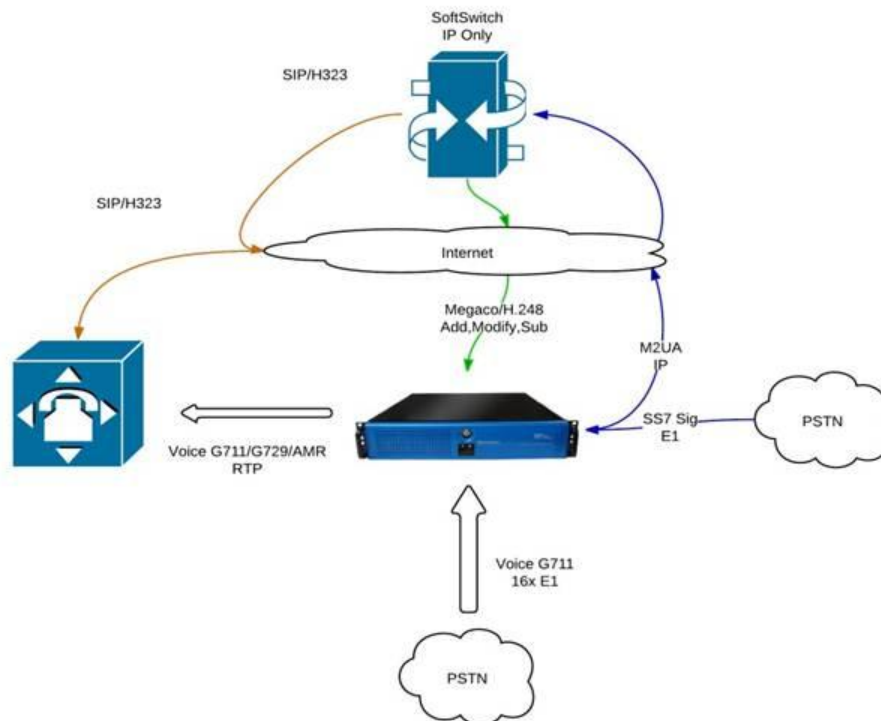 SoftSwitch
IP Only
SIP/H323
SIP/H323
Internet
Megaco/H.248
Add,Modify,Sub
M2UA
IP
SS7 Sig
E1
PSTN
Voice G711/G729/AMR
RTP
Voice G711
16x E1
PSTN